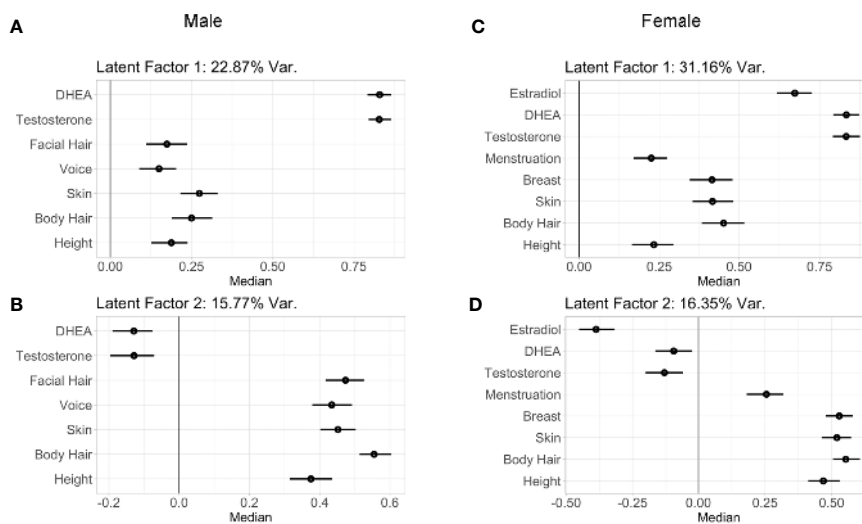 A
Male
Latent Factor 1: 22.87% Var.
DHEA
Testosterone
Facial Hair
Voice
Skin
Body Hair
Height
0.00
0.25
0.50
0.75
Median
B
Latent Factor 2: 15.77% Var.
DHEA
Testosterone
Facial Hair
Voice
Skin
Body Hair
Height
-0.2
0.0
0.2
0.4
0.6
Median
C
Female
Latent Factor 1: 31.16% Var.
Estradiol
DHEA
Testosterone
Menstruation
Breast
Skin
Body Hair
Height
0.00
0.25
0.50
0.75
Median
D
Latent Factor 2: 16.35% Var.
Estradiol
DHEA
Testosterone
Menstruation
Breast
Skin
Body Hair
Height
-0.50
-0.25
0.00
0.25
0.50
Median